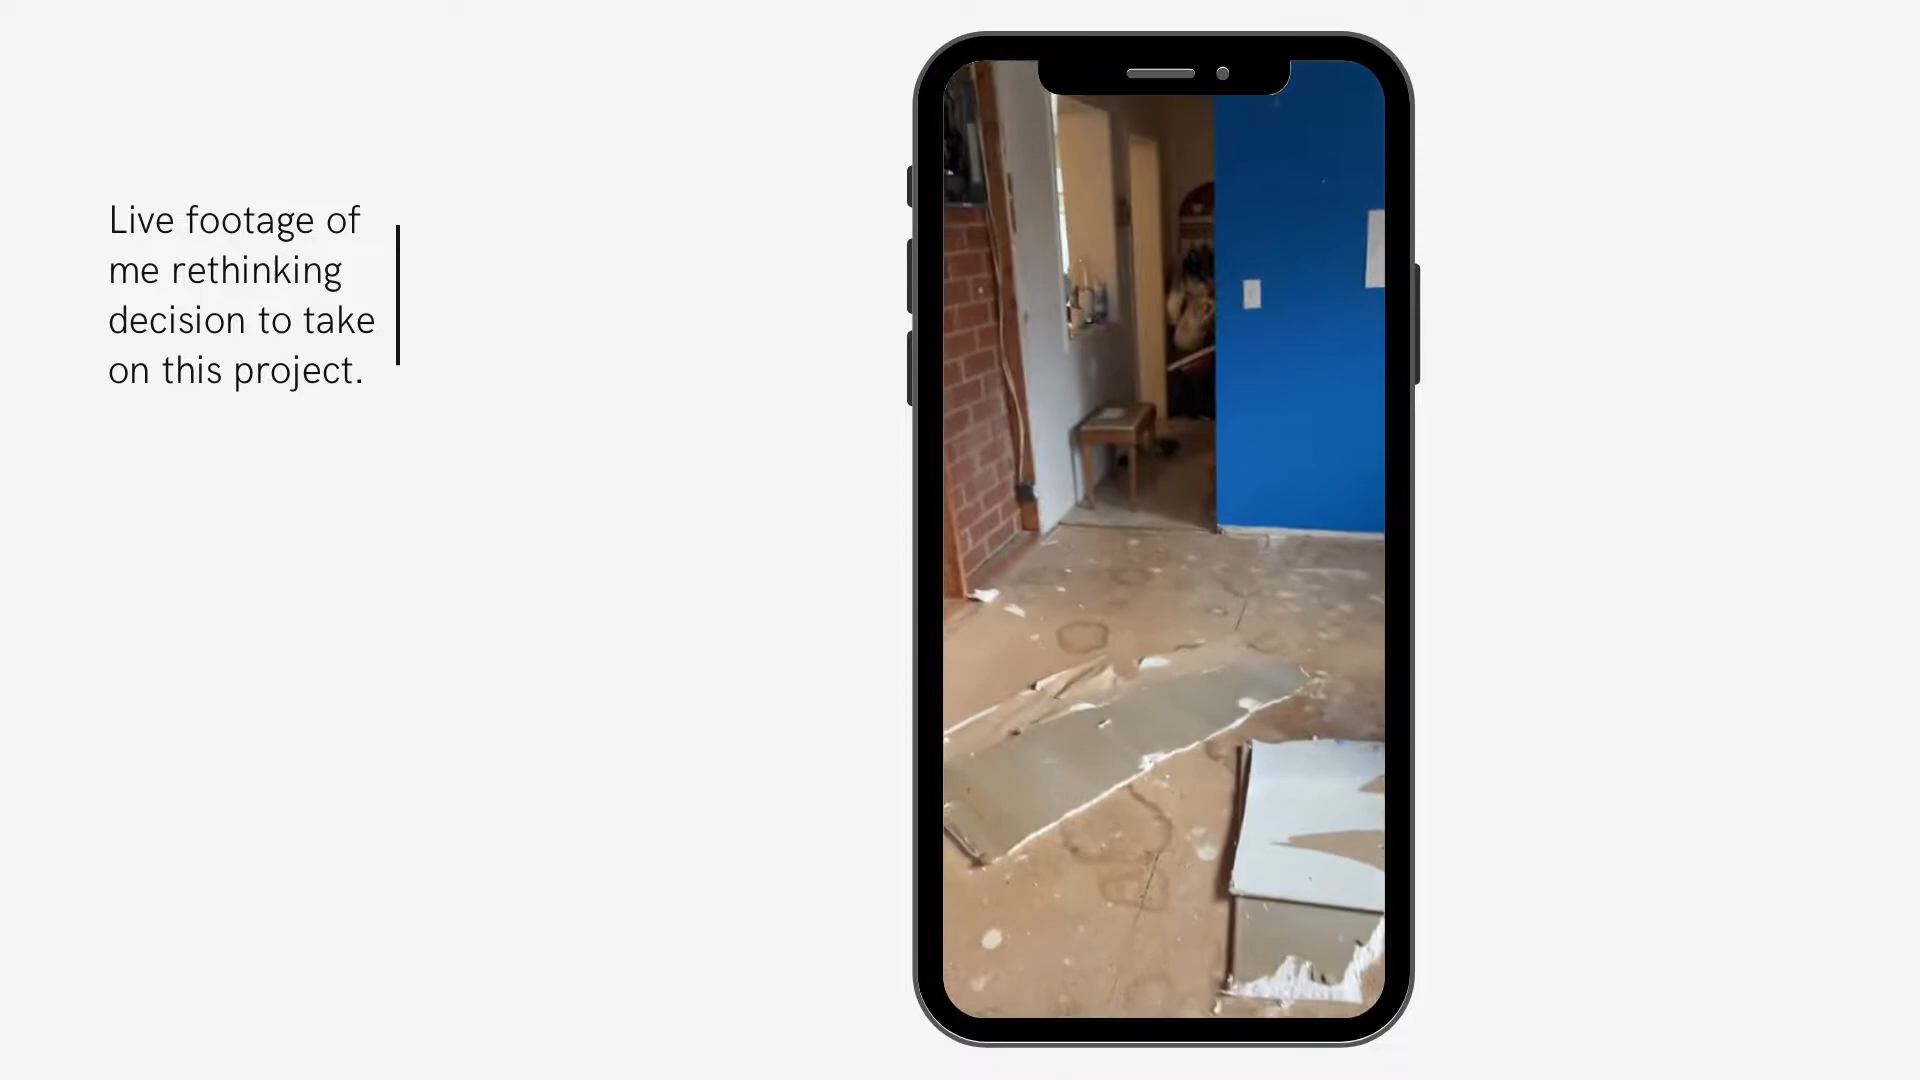 Live footage of
me rethinking
decision to take
on this project.